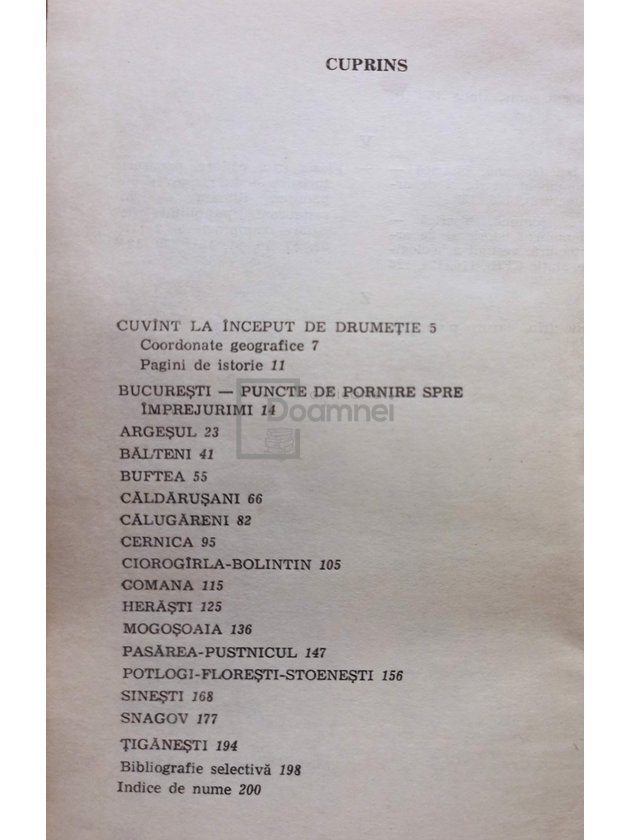 CUPRINS
CUVÎNT LA ÎNCEPUT DE DRUMEȚIE 5
Coordonate geografice 7
Pagini de istorie 11
BUCUREȘTI — PUNCTE DE PORNIRE SPRE
ÎMPREJURIMI 14
Doamnei
ARGEȘUL 23
BĂLTENI 41
BUFTEA 55
CĂLDĂRUȘANI 66
CĂLUGĂRENI 82
CERNICA 95
CIOROGÎRLA-BOLINTIN 105
COMANA 115
HERĂȘTI 125
MOGOȘOAIA 136
PASĂREA-PUSTNICUL 147
POTLOGI-FLOREȘTI-STOENEȘTI 156
SINEȘTI 168
SNAGOV 177
ȚIGĂNEȘTI 194
Bibliografie selectivă 198
Indice de nume 200